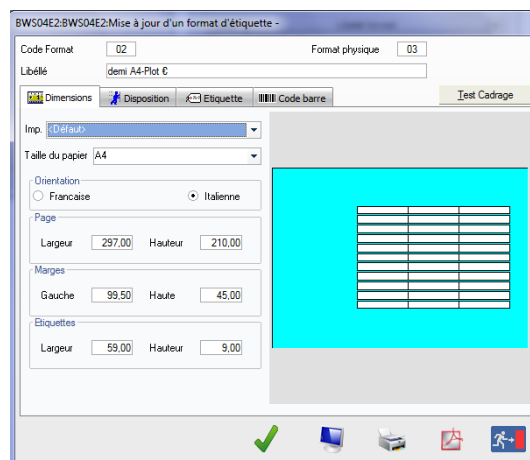 BWS04E2:BWS04E2:Mise à jour d'un format d'étiquette -
Code Format 02 Format physique 03
Libéllé demi A4-Plot €
Dimensions Disposition Etiquette Code barre Test Cadrage
Imp. <Défaut>
Taille du papier A4
Orientation
Francaise Italienne
Page
Largeur 297,00 Hauteur 210,00
Marges
Gauche 99,50 Haute 45,00
Etiquettes
Largeur 59,00 Hauteur 9,00